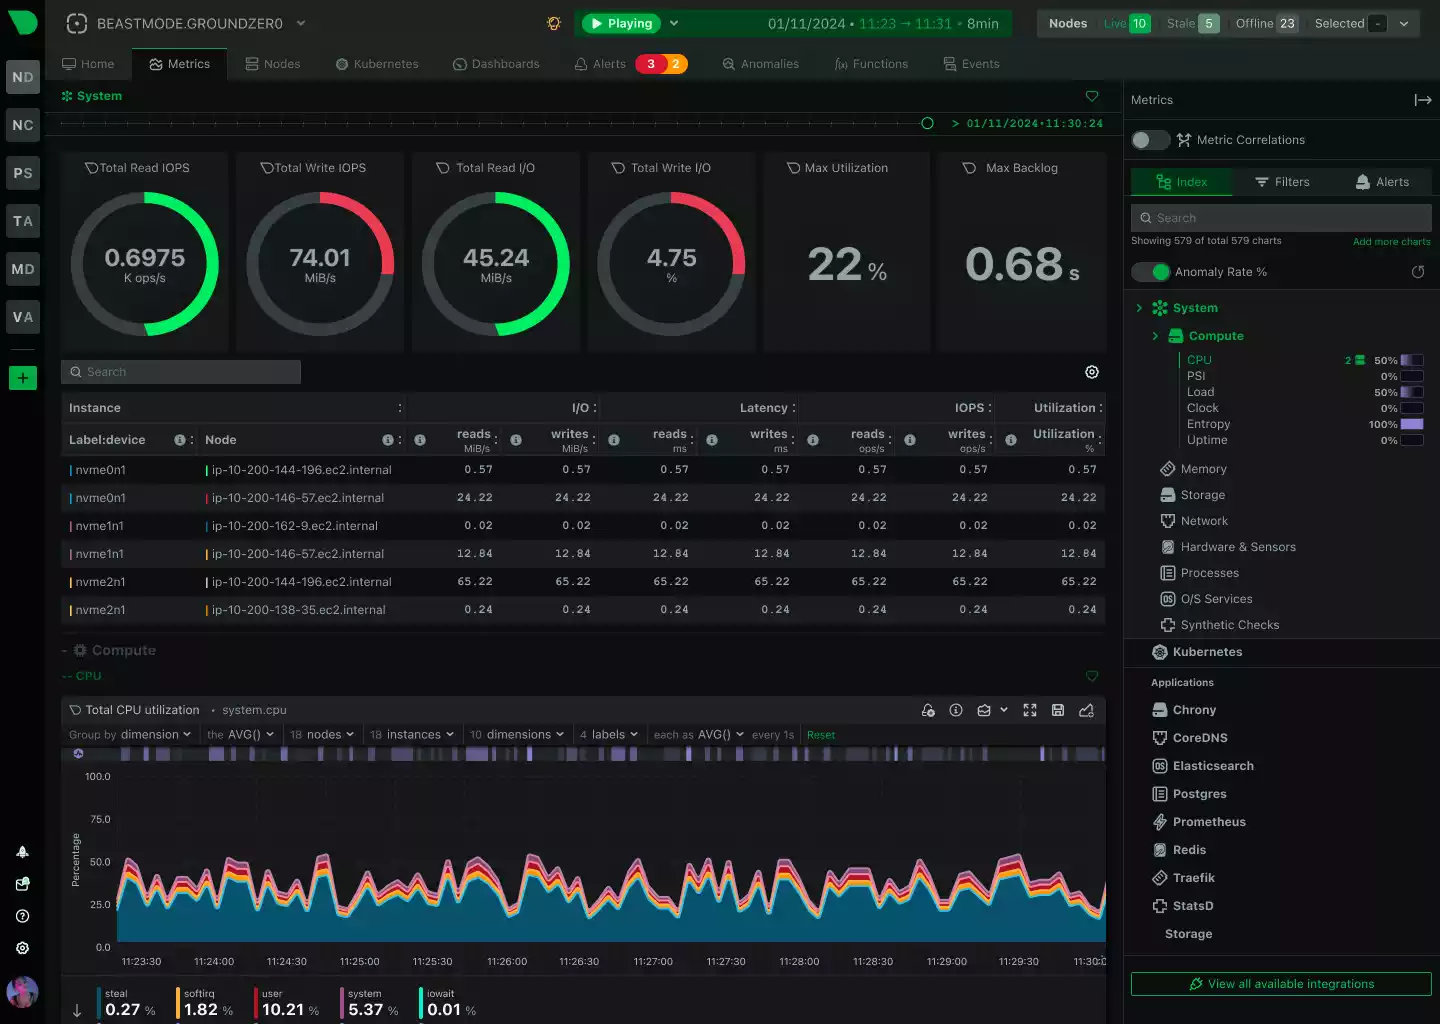 BEASTMODE.GROUNDZER0
Playing
01/11/2024 • 11:23 → 11:31 • 8min
Nodes Live 10 Stale 5 Offline 23 Selected -
Home Metrics Nodes Kubernetes Dashboards Alerts 3 2 Anomalies Functions Events
ND
NC
PS
TA
MD
VA
+
System
> 01/11/2024•11:30:24
Total Read IOPS
0.6975
K ops/s
Total Write IOPS
74.01
MiB/s
Total Read I/O
45.24
MiB/s
Total Write I/O
4.75
%
Max Utilization
22 %
Max Backlog
0.68 s
Search
Instance I/O Latency IOPS Utilization
Label:device Node reads MiB/s writes MiB/s reads ms writes ms reads ops/s writes ops/s Utilization %
nvme0n1 ip-10-200-144-196.ec2.internal 0.57 0.57 0.57 0.57 0.57 0.57 0.57
nvme0n1 ip-10-200-146-57.ec2.internal 24.22 24.22 24.22 24.22 24.22 24.22 24.22
nvme1n1 ip-10-200-162-9.ec2.internal 0.02 0.02 0.02 0.02 0.02 0.02 0.02
nvme1n1 ip-10-200-146-57.ec2.internal 12.84 12.84 12.84 12.84 12.84 12.84 12.84
nvme2n1 ip-10-200-144-196.ec2.internal 65.22 65.22 65.22 65.22 65.22 65.22 65.22
nvme2n1 ip-10-200-138-35.ec2.internal 0.24 0.24 0.24 0.24 0.24 0.24 0.24
- Compute
-- CPU
Total CPU utilization • system.cpu
Group by dimension the AVG() 18 nodes 18 instances 10 dimensions 4 labels each as AVG() every 1s Reset
Percentage
100.0
75.0
50.0
25.0
0.0
11:23:30 11:24:00 11:24:30 11:25:00 11:25:30 11:26:00 11:26:30 11:27:00 11:27:30 11:28:00 11:28:30 11:29:00 11:29:30
steal
0.27 %
softirq
1.82 %
user
10.21 %
system
5.37 %
iowait
0.01 %
Metrics
Metric Correlations
Index Filters Alerts
Search
Showing 579 of total 579 charts Add more charts
Anomaly Rate %
System
Compute
CPU 2 50%
PSI 0%
Load 50%
Clock 0%
Entropy 100%
Uptime 0%
Memory
Storage
Network
Hardware & Sensors
Processes
O/S Services
Synthetic Checks
Kubernetes
Applications
Chrony
CoreDNS
Elasticsearch
Postgres
Prometheus
Redis
Traefik
StatsD
Storage
View all available integrations